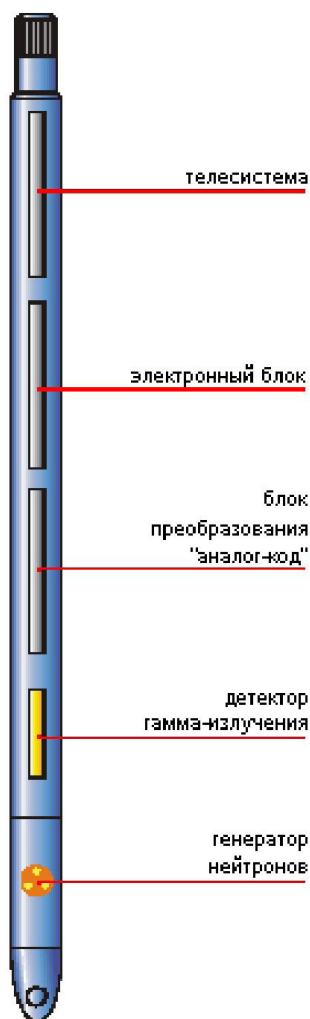 телесистема
электронный блок
блок
преобразования
"аналог-код"
детектор
гамма-излучения
генератор
нейтронов